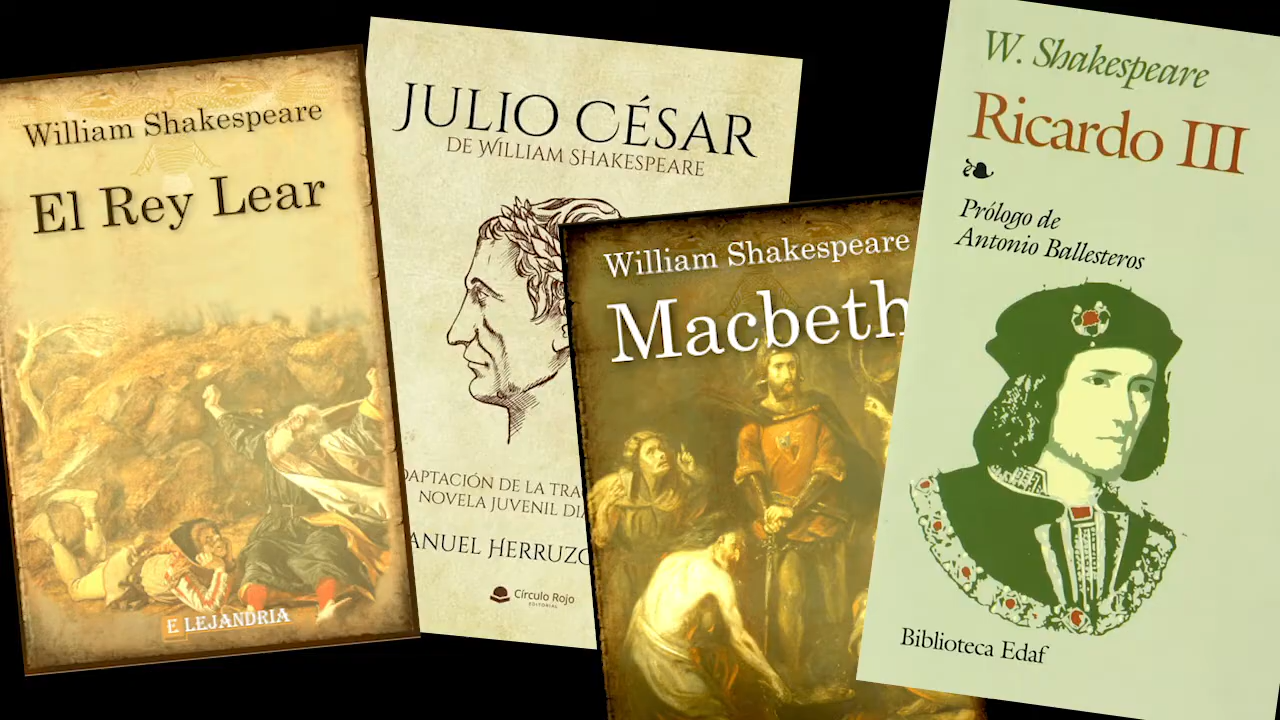 William Shakespeare
El Rey Lear
E LEJANDRIA
JULIO CÉSAR
DE WILLIAM SHAKESPEARE
DAPTACIÓN DE LA TRA
NOVELA JUVENIL
ANUEL HERRUZO
Círculo Rojo
EDITORIAL
William Shakespeare
Macbeth
W. Shakespeare
Ricardo III
Prólogo de
Antonio Ballesteros
Biblioteca Edaf